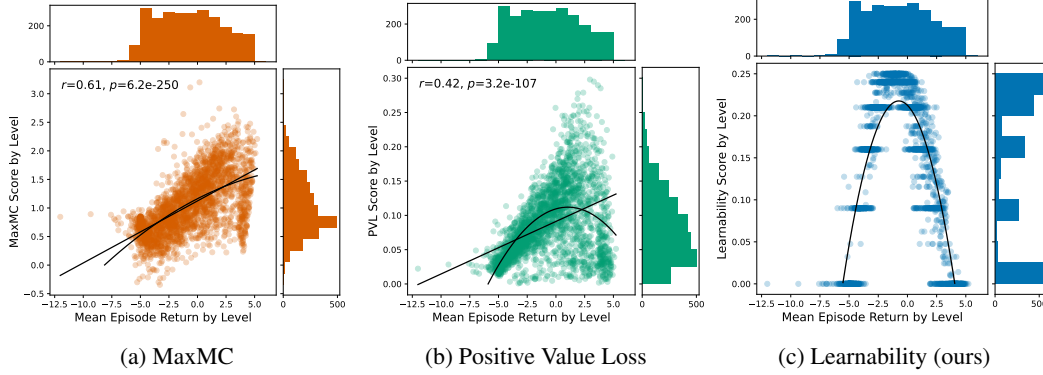 200
0
r=0.61, p=6.2e-250
MaxMC Score by Level
3.0
2.5
2.0
1.5
1.0
0.5
0.0
−0.5
−12.5 −10.0 −7.5 −5.0 −2.5 0.0 2.5 5.0
0 500
Mean Episode Return by Level
(a) MaxMC
200
0
r=0.42, p=3.2e-107
PVL Score by Level
0.30
0.25
0.20
0.15
0.10
0.05
0.00
−12.5 −10.0 −7.5 −5.0 −2.5 0.0 2.5 5.0
0 500
Mean Episode Return by Level
(b) Positive Value Loss
200
0
Learnability Score by Level
0.25
0.20
0.15
0.10
0.05
0.00
−12.5 −10.0 −7.5 −5.0 −2.5 0.0 2.5 5.0
0 500
Mean Episode Return by Level
(c) Learnability (ours)